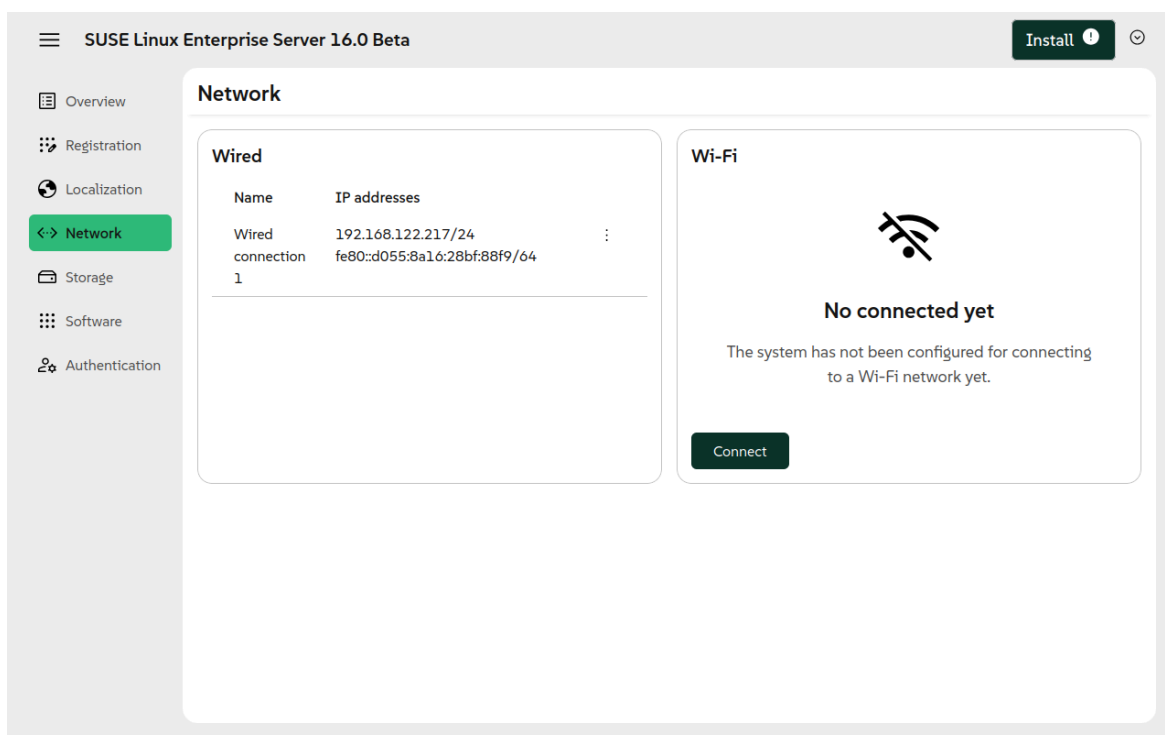 SUSE Linux Enterprise Server 16.0 Beta
Install !
Overview
Registration
Localization
Network
Storage
Software
Authentication
Network
Wired
Name IP addresses
Wired 192.168.122.217/24
connection fe80::d055:8a16:28bf:88f9/64
1
Wi-Fi
No connected yet
The system has not been configured for connecting
to a Wi-Fi network yet.
Connect